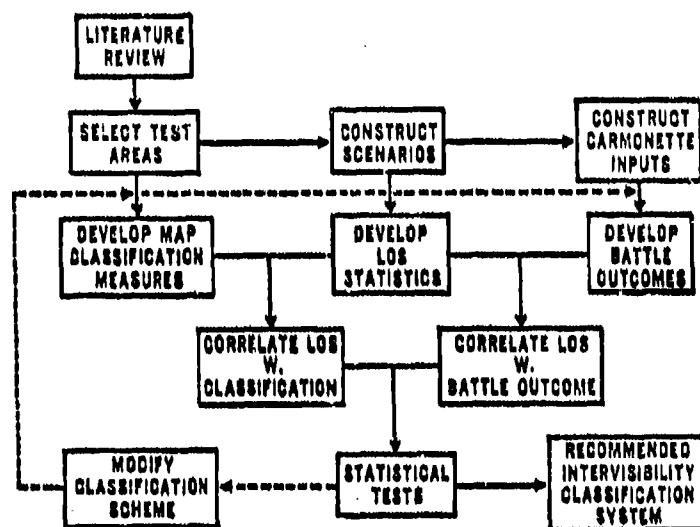 LITERATURE
REVIEW
SELECT TEST
AREAS
CONSTRUCT
SCENARIOS
CONSTRUCT
CARMONETTE
INPUTS
DEVELOP MAP
CLASSIFICATION
MEASURES
DEVELOP
LOS
STATISTICS
DEVELOP
BATTLE
OUTCOMES
CORRELATE LOS
W.
CLASSIFICATION
CORRELATE LOS
W.
BATTLE OUTCOME
MODIFY
CLASSIFICATION
SCHEME
STATISTICAL
TESTS
RECOMMENDED
INTERVISIBILITY
CLASSIFICATION
SYSTEM